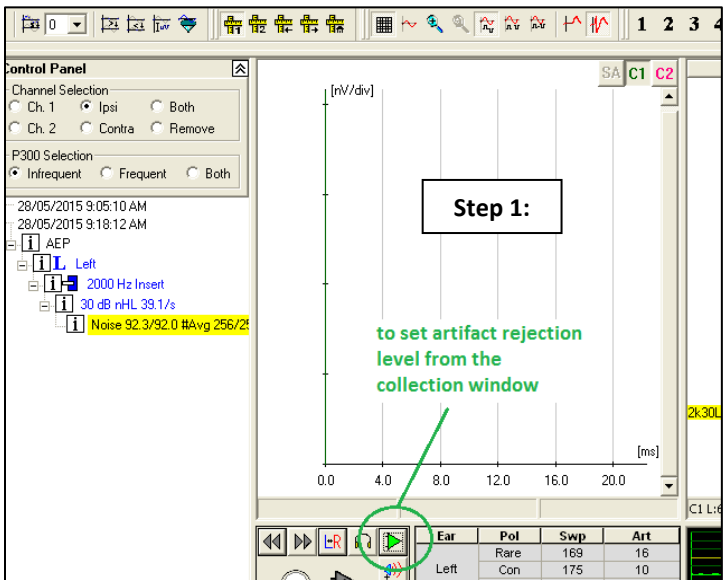 0
1 2 3 4
Control Panel
Channel Selection
Ch. 1 Ipsi Both
Ch. 2 Contra Remove
P300 Selection
Infrequent Frequent Both
28/05/2015 9:05:10 AM
28/05/2015 9:18:12 AM
i AEP
i L Left
i 2000 Hz Insert
i 30 dB nHL 39.1/s
i Noise 92.3/92.0 #Avg 256/25
SA C1 C2
[nV/div]
Step 1:
to set artifact rejection
level from the
collection window
2k30L
[ms]
0.0 4.0 8.0 12.0 16.0 20.0
C1 L:6
L-R
Ear Pol Swp Art
Rare 169 16
Left Con 175 10